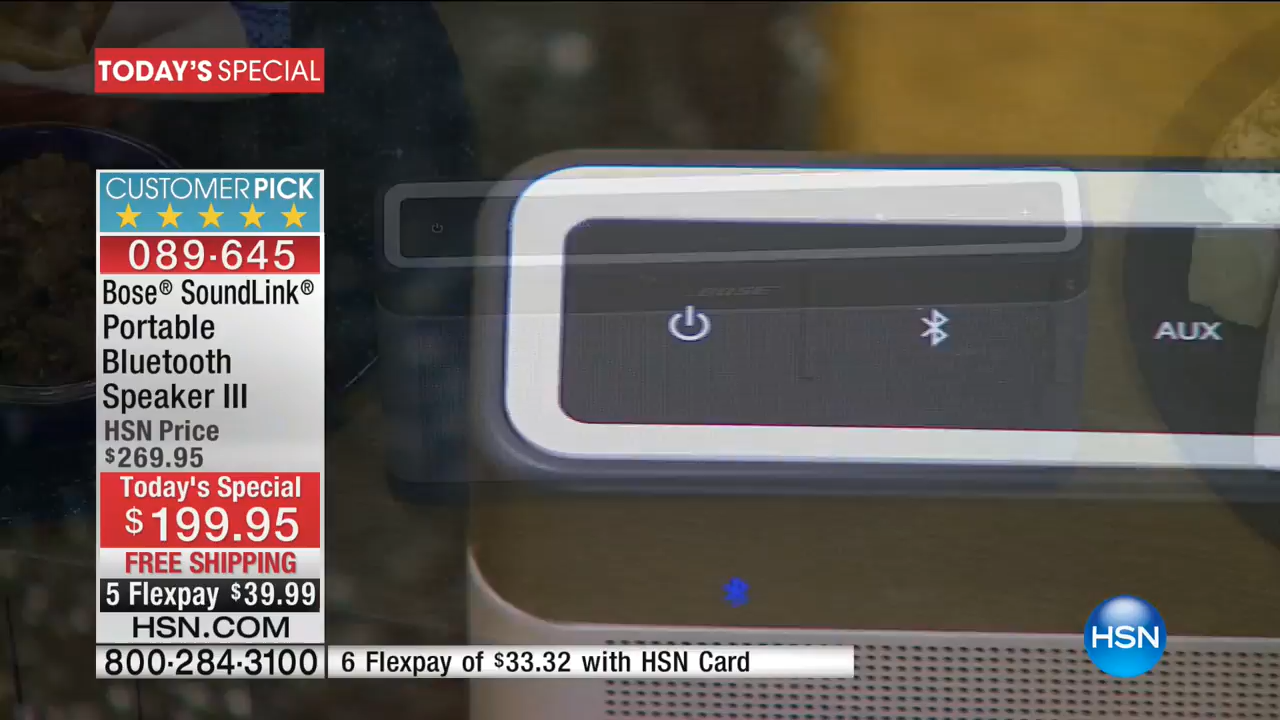 TODAY'S SPECIAL
CUSTOMER PICK
089-645
Bose® SoundLink®
Portable
Bluetooth
Speaker III
HSN Price
$269.95
Today's Special
$199.95
FREE SHIPPING
5 Flexpay $39.99
HSN.COM
800-284-3100
6 Flexpay of $33.32 with HSN Card
BOSE
AUX
HSN